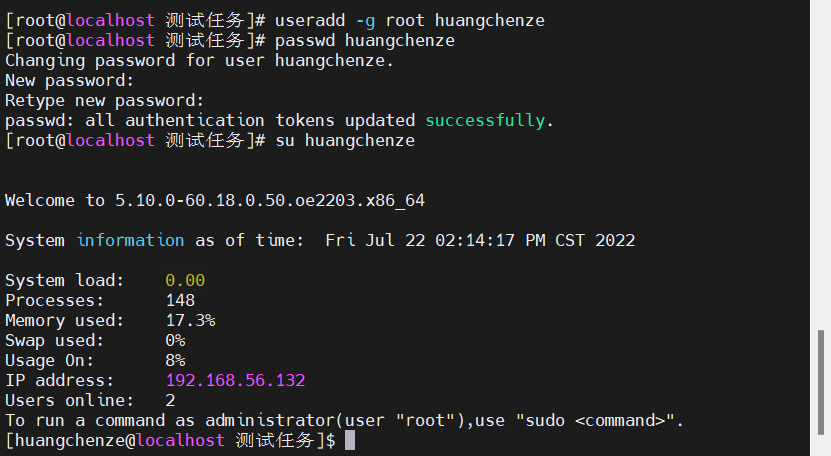 [root@localhost 测试任务]# useradd -g root huangchenze
[root@localhost 测试任务]# passwd huangchenze
Changing password for user huangchenze.
New password:
Retype new password:
passwd: all authentication tokens updated successfully.
[root@localhost 测试任务]# su huangchenze
Welcome to 5.10.0-60.18.0.50.oe2203.x86_64
System information as of time:  Fri Jul 22 02:14:17 PM CST 2022
System load:    0.00
Processes:      148
Memory used:    17.3%
Swap used:      0%
Usage On:       8%
IP address:     192.168.56.132
Users online:   2
To run a command as administrator(user "root"),use "sudo <command>".
[huangchenze@localhost 测试任务]$